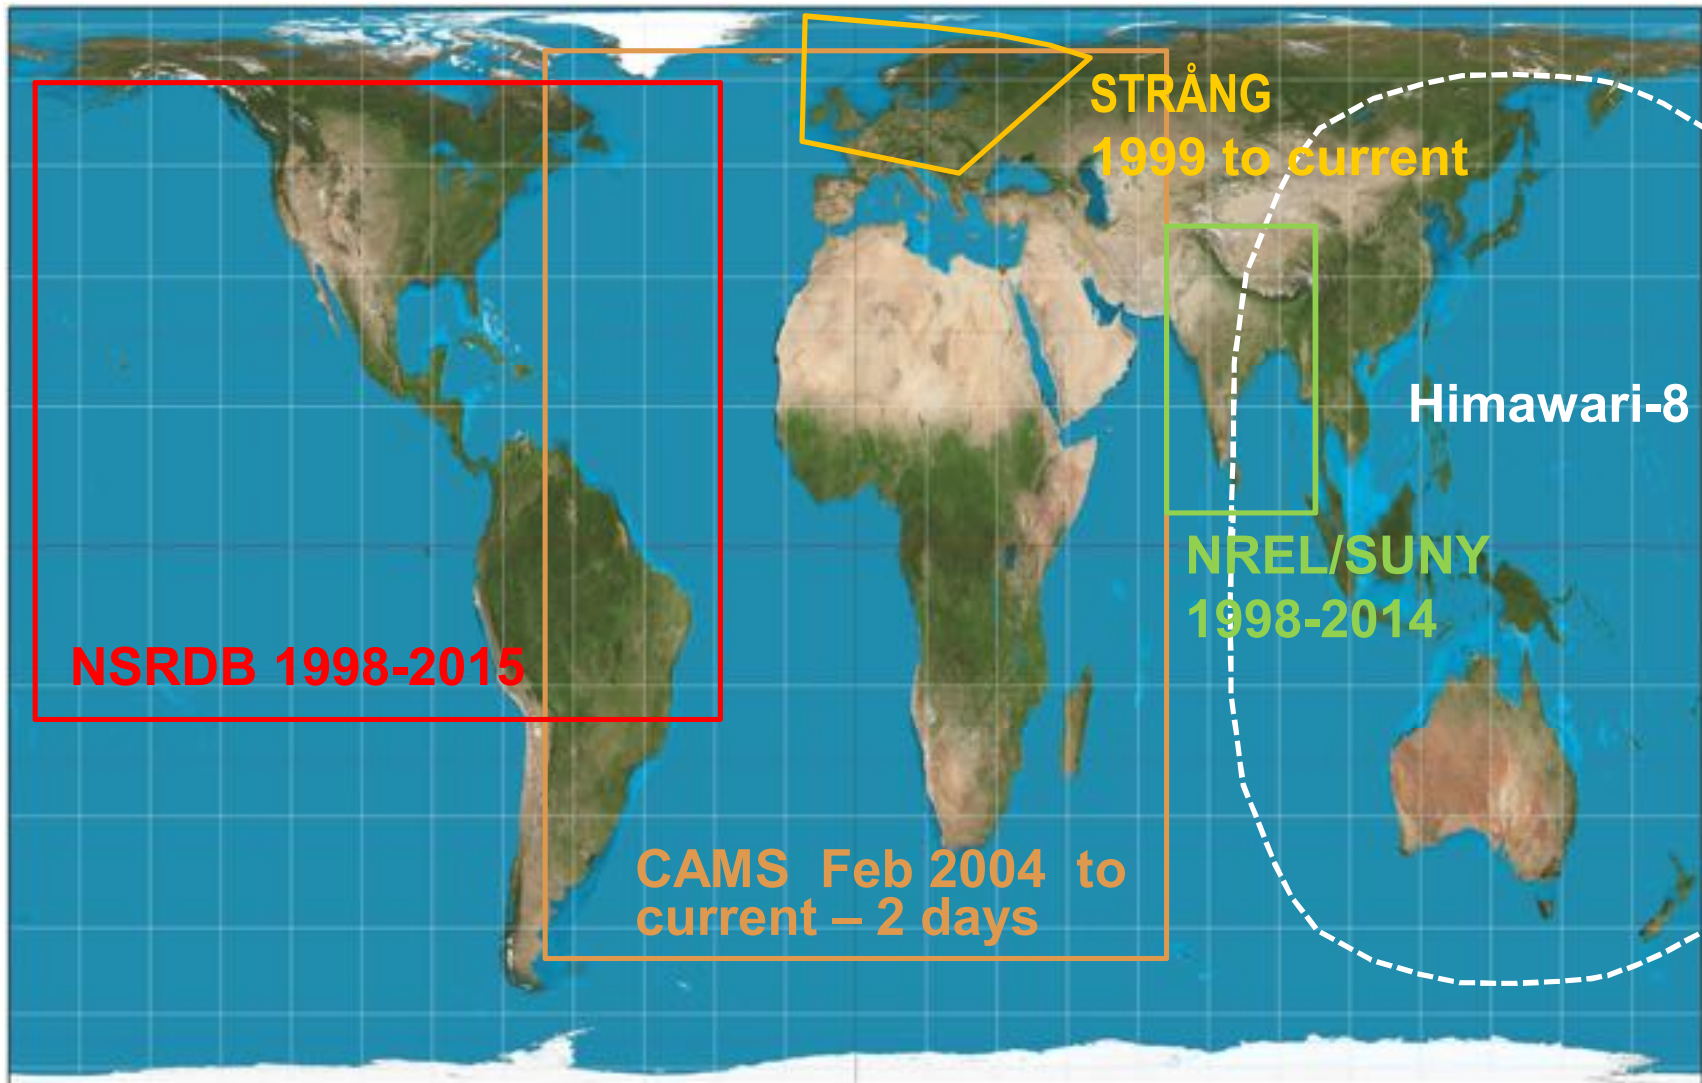 STRÅNG
1999 to current
Himawari-8
NREL/SUNY
1998-2014
NSRDB 1998-2015
CAMS  Feb 2004  to
current – 2 days